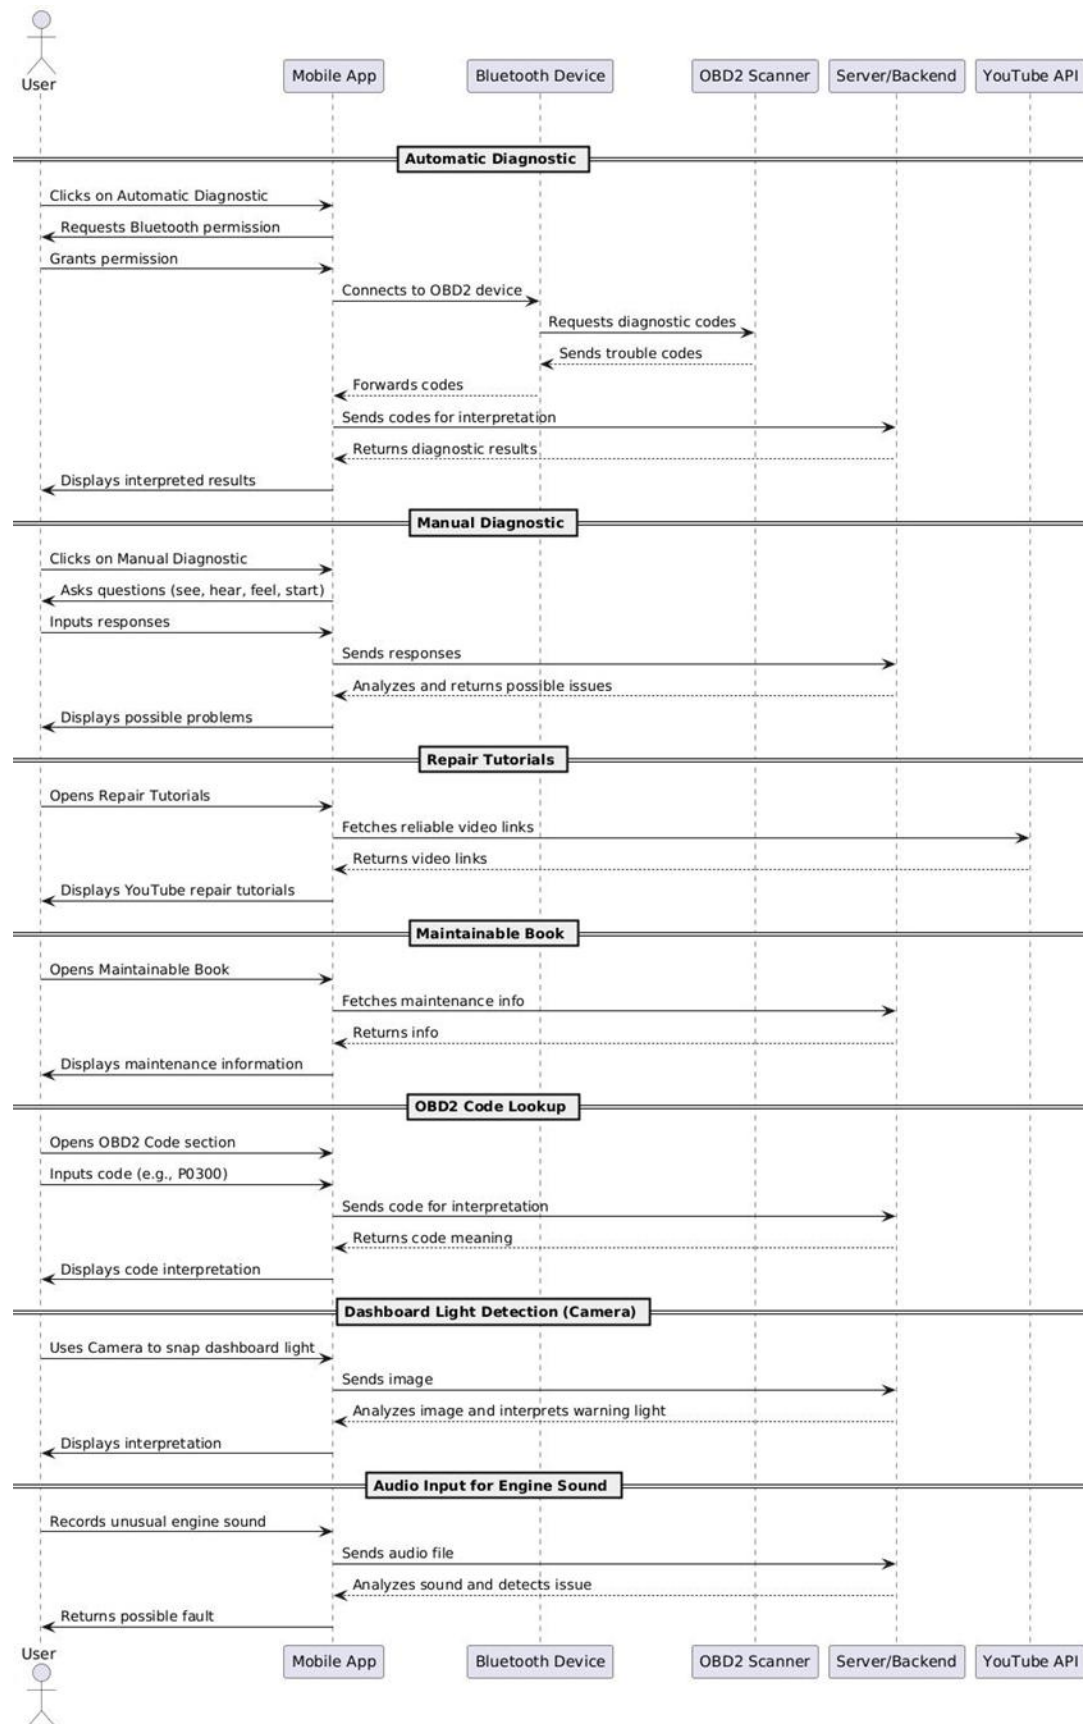 User
Mobile App
Bluetooth Device
OBD2 Scanner
Server/Backend
YouTube API
Automatic Diagnostic
Clicks on Automatic Diagnostic
Requests Bluetooth permission
Grants permission
Connects to OBD2 device
Requests diagnostic codes
Sends trouble codes
Forwards codes
Sends codes for interpretation
Returns diagnostic results
Displays interpreted results
Manual Diagnostic
Clicks on Manual Diagnostic
Asks questions (see, hear, feel, start)
Inputs responses
Sends responses
Analyzes and returns possible issues
Displays possible problems
Repair Tutorials
Opens Repair Tutorials
Fetches reliable video links
Returns video links
Displays YouTube repair tutorials
Maintainable Book
Opens Maintainable Book
Fetches maintenance info
Returns info
Displays maintenance information
OBD2 Code Lookup
Opens OBD2 Code section
Inputs code (e.g., P0300)
Sends code for interpretation
Returns code meaning
Displays code interpretation
Dashboard Light Detection (Camera)
Uses Camera to snap dashboard light
Sends image
Analyzes image and interprets warning light
Displays interpretation
Audio Input for Engine Sound
Records unusual engine sound
Sends audio file
Analyzes sound and detects issue
Returns possible fault
User
Mobile App
Bluetooth Device
OBD2 Scanner
Server/Backend
YouTube API